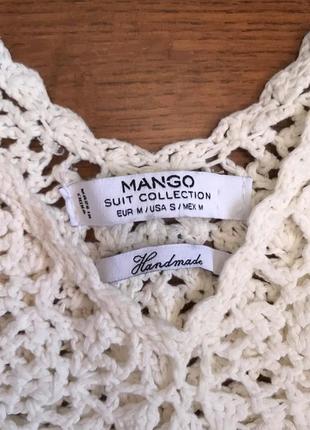 MANGO
SUIT COLLECTION
EUR M / USA S / MEX M
Handmade